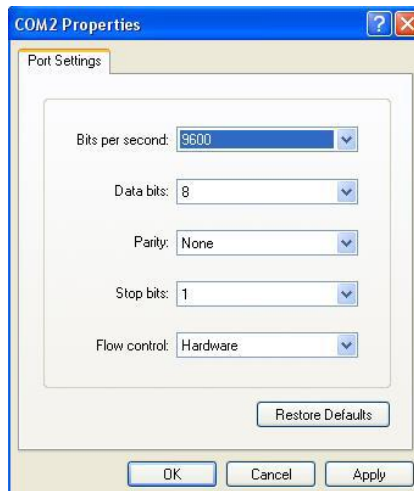 COM2 Properties
Port Settings
Bits per second: 9600
Data bits: 8
Parity: None
Stop bits: 1
Flow control: Hardware
Restore Defaults
OK Cancel Apply